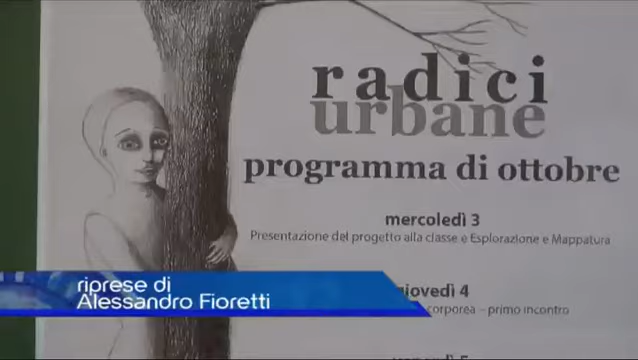 radici
urbane
programma di ottobre
mercoledì 3
Presentazione del progetto alla classe e Esplorazione e Mappatura
giovedì 4
corporea – primo incontro
riprese di
Alessandro Fioretti